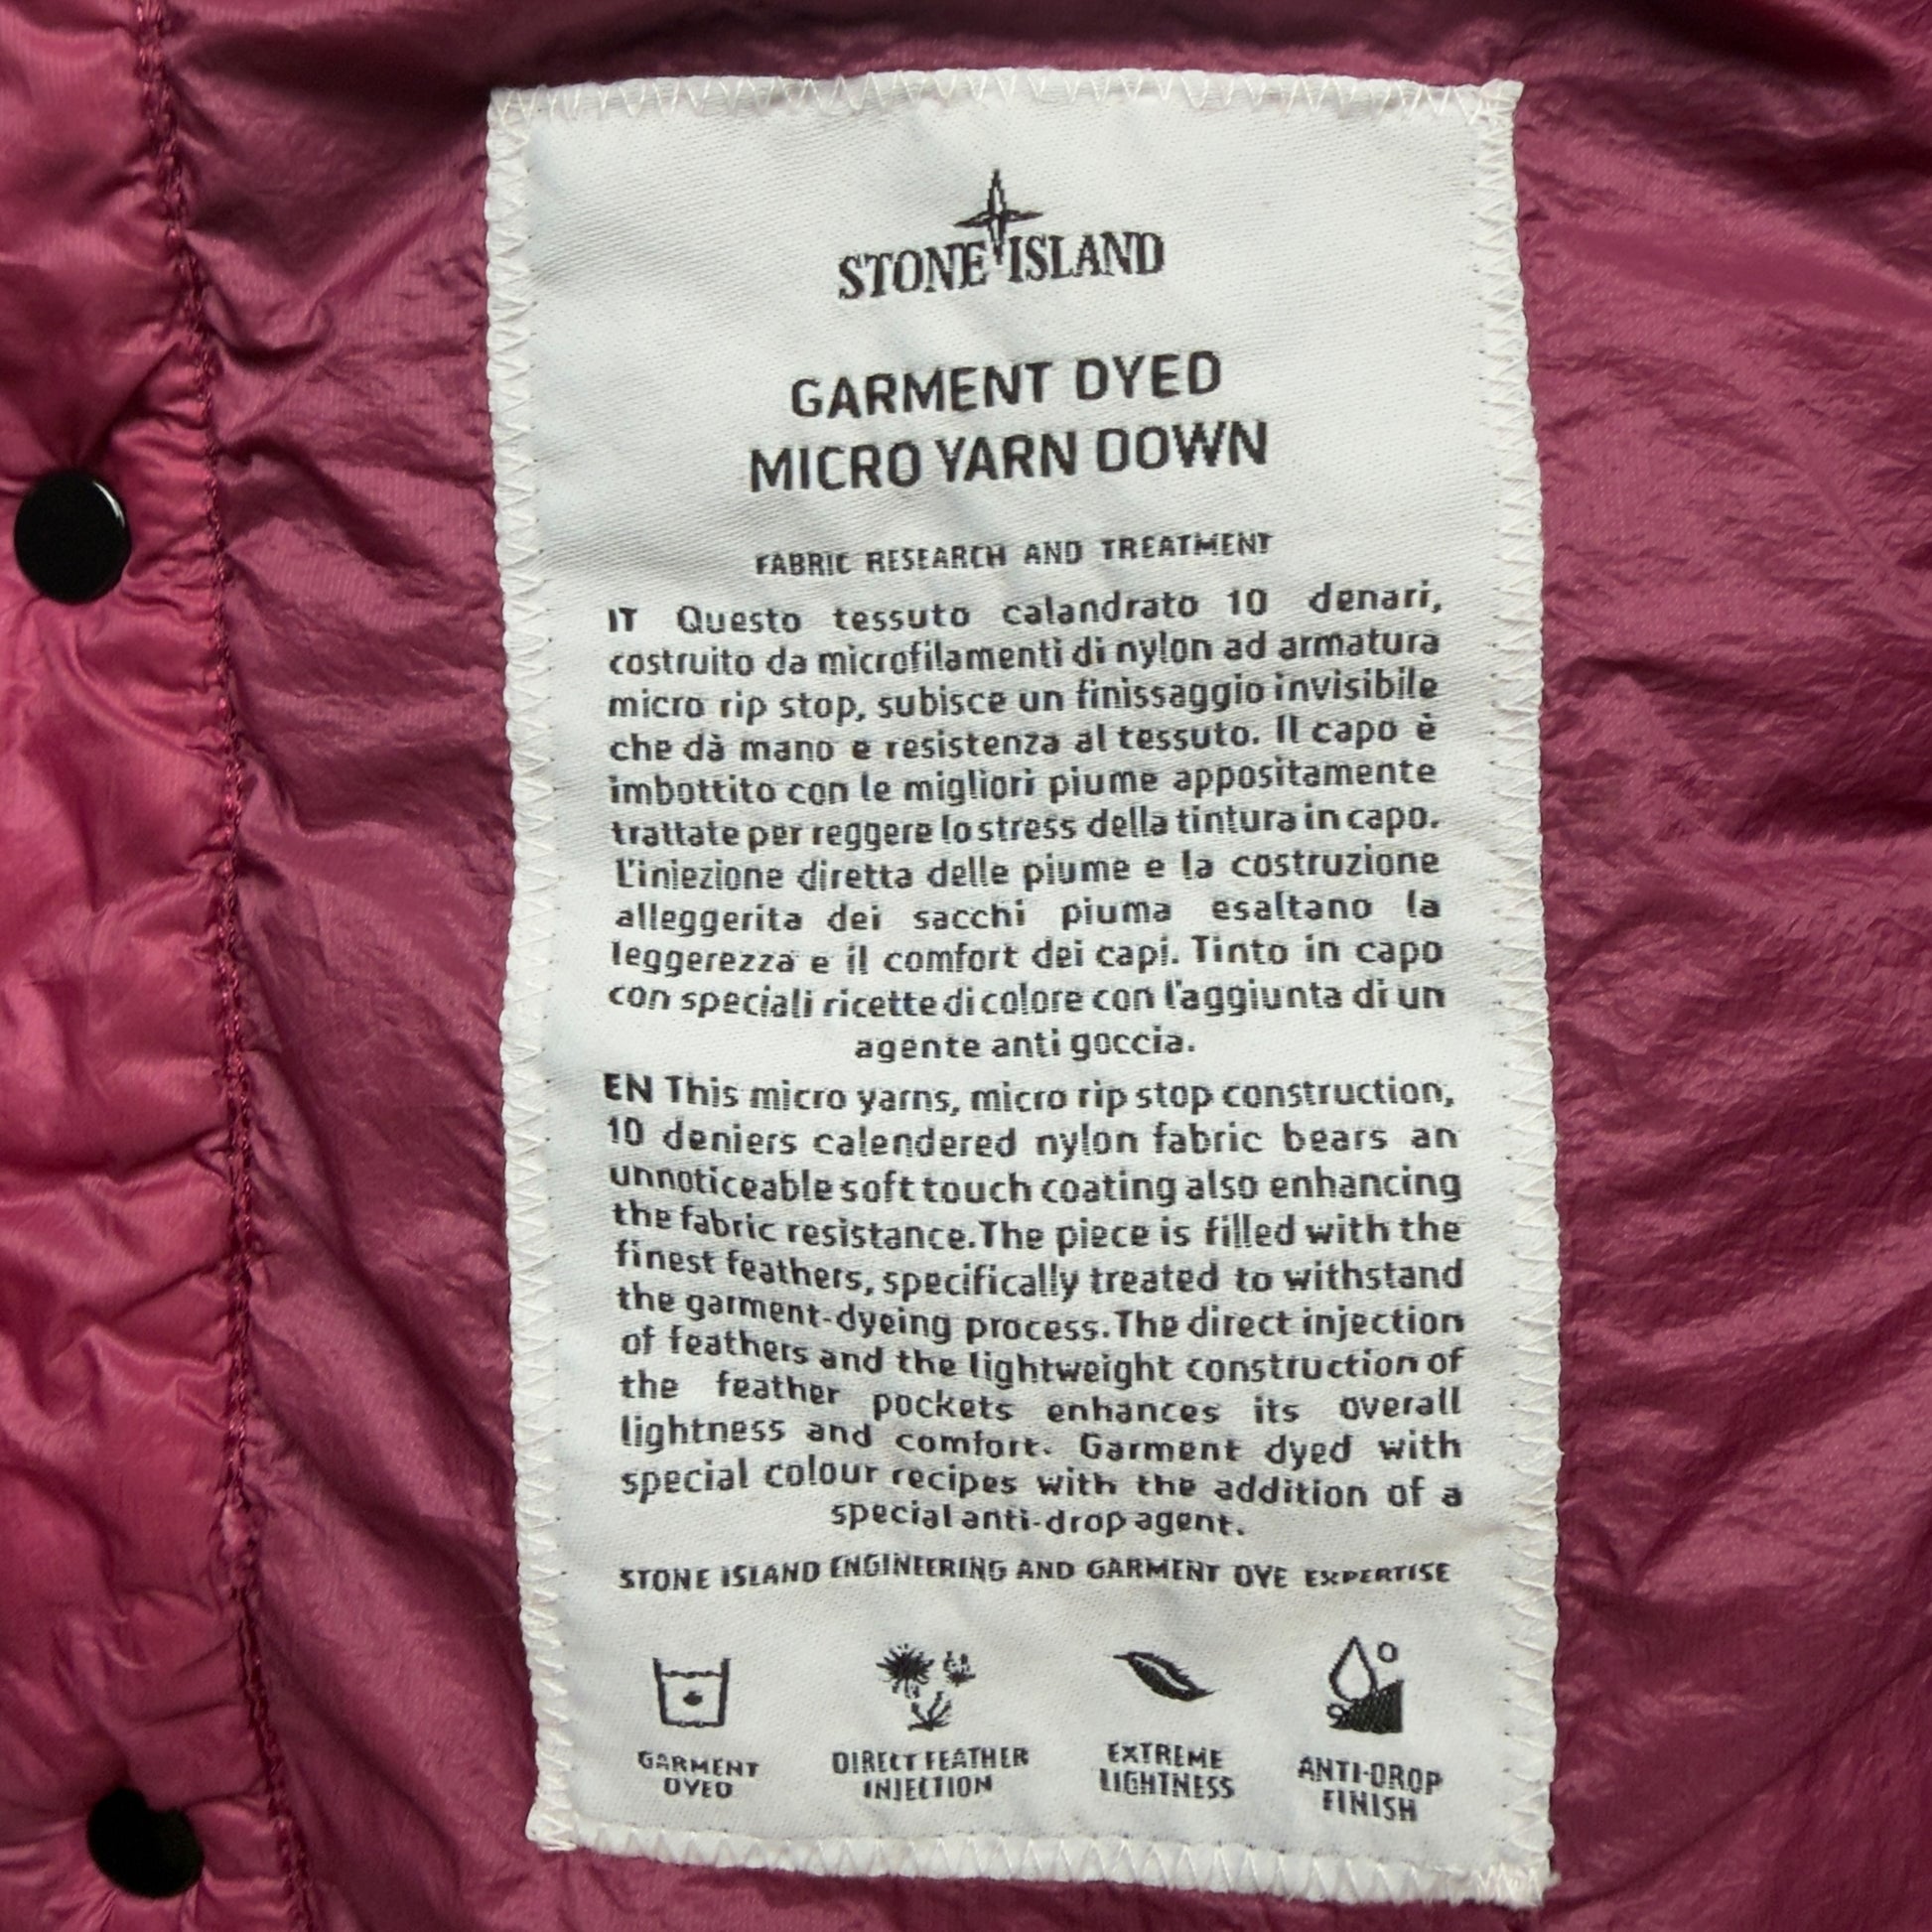 STONE ISLAND
GARMENT DYED
MICRO YARN DOWN
FABRIC RESEARCH AND TREATMENT
IT Questo tessuto calandrato 10 denari,
costruito da microfilamenti di nylon ad armatura
micro rip stop, subisce un finissaggio invisibile
che dà mano e resistenza al tessuto. Il capo è
imbottito con le migliori piume appositamente
trattate per reggere lo stress della tintura in capo.
L'iniezione diretta delle piume e la costruzione
alleggerita dei sacchi piuma esaltano la
leggerezza e il comfort dei capi. Tinto in capo
con speciali ricette di colore con l'aggiunta di un
agente anti goccia.
EN This micro yarns, micro rip stop construction,
10 deniers calendered nylon fabric bears an
unnoticeable soft touch coating also enhancing
the fabric resistance. The piece is filled with the
finest feathers, specifically treated to withstand
the garment-dyeing process. The direct injection
of feathers and the lightweight construction of
the feather pockets enhances its overall
lightness and comfort. Garment dyed with
special colour recipes with the addition of a
special anti-drop agent.
STONE ISLAND ENGINEERING AND GARMENT DYE EXPERTISE
GARMENT DYED
DIRECT FEATHER INJECTION
EXTREME LIGHTNESS
ANTI-DROP FINISH